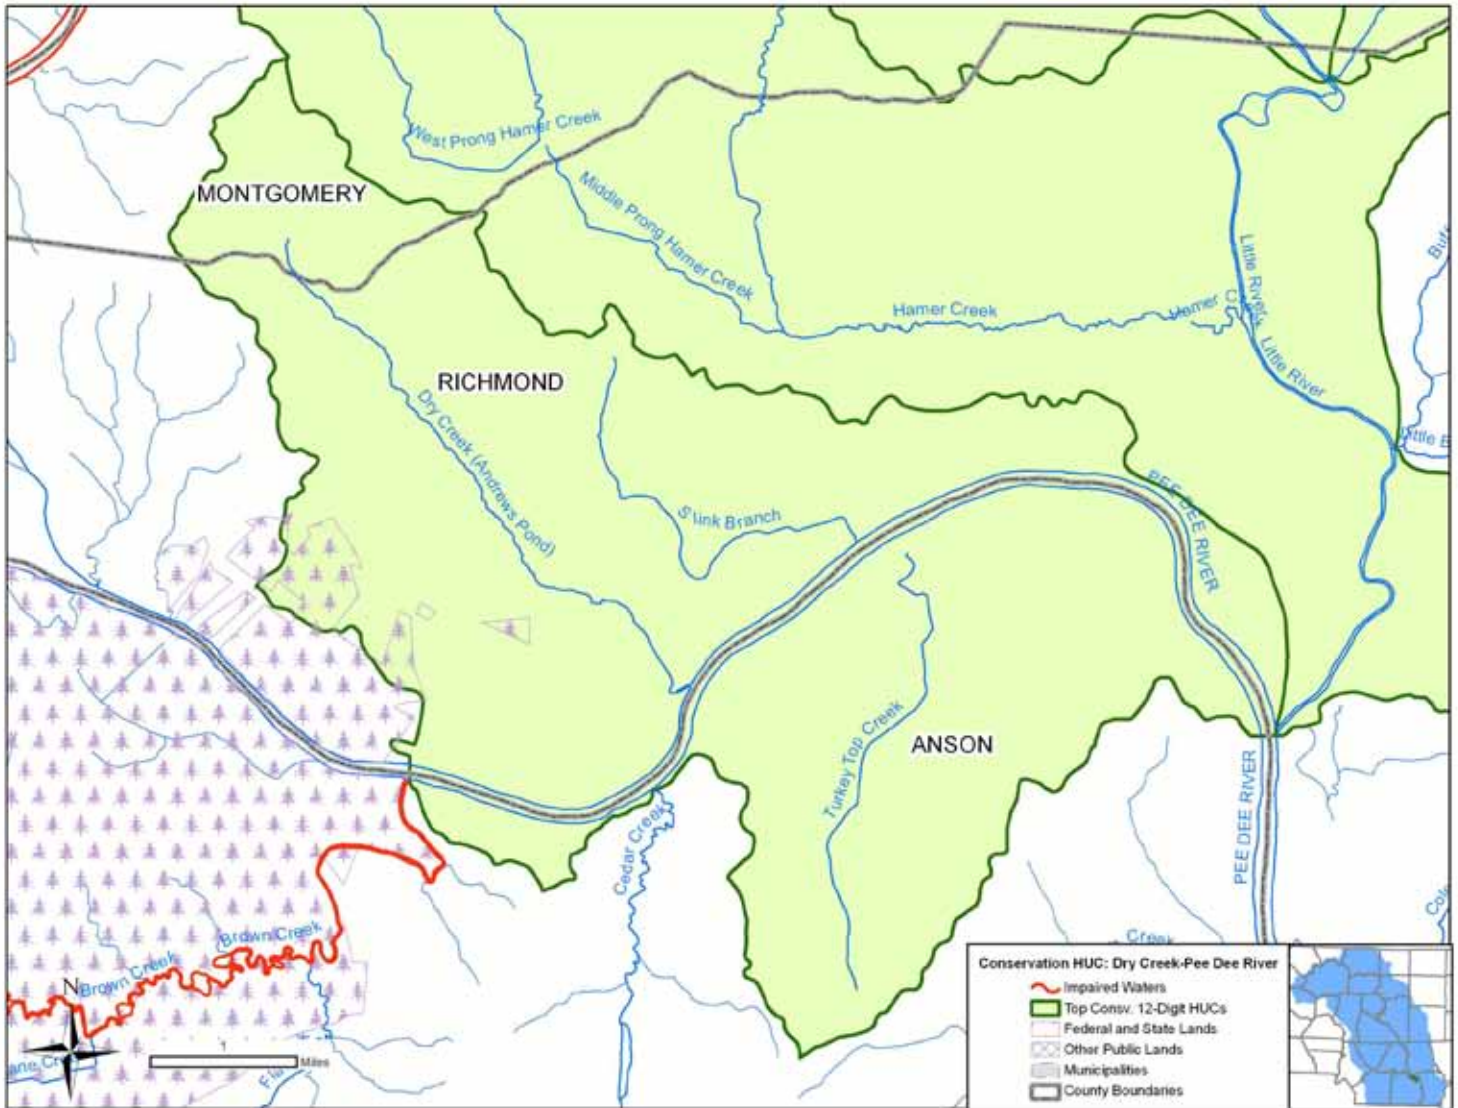 West Prong Hamer Creek
MONTGOMERY
Middle Prong Hamer Creek
Little River
Hamer Creek
Hamer C
Little River
RICHMOND
Dry Creek (Andrews Pond)
Branch
PEE DEE RIVER
Turkey Top Creek
ANSON
PEE DEE RIVER
Cedar Creek
Brown Creek
Brown Creek
N
Creek
1
Miles
Conservation HUC: Dry Creek-Pee Dee River
Impaired Waters
Top Consv. 12-Digit HUCs
Federal and State Lands
Other Public Lands
Municipalities
County Boundaries